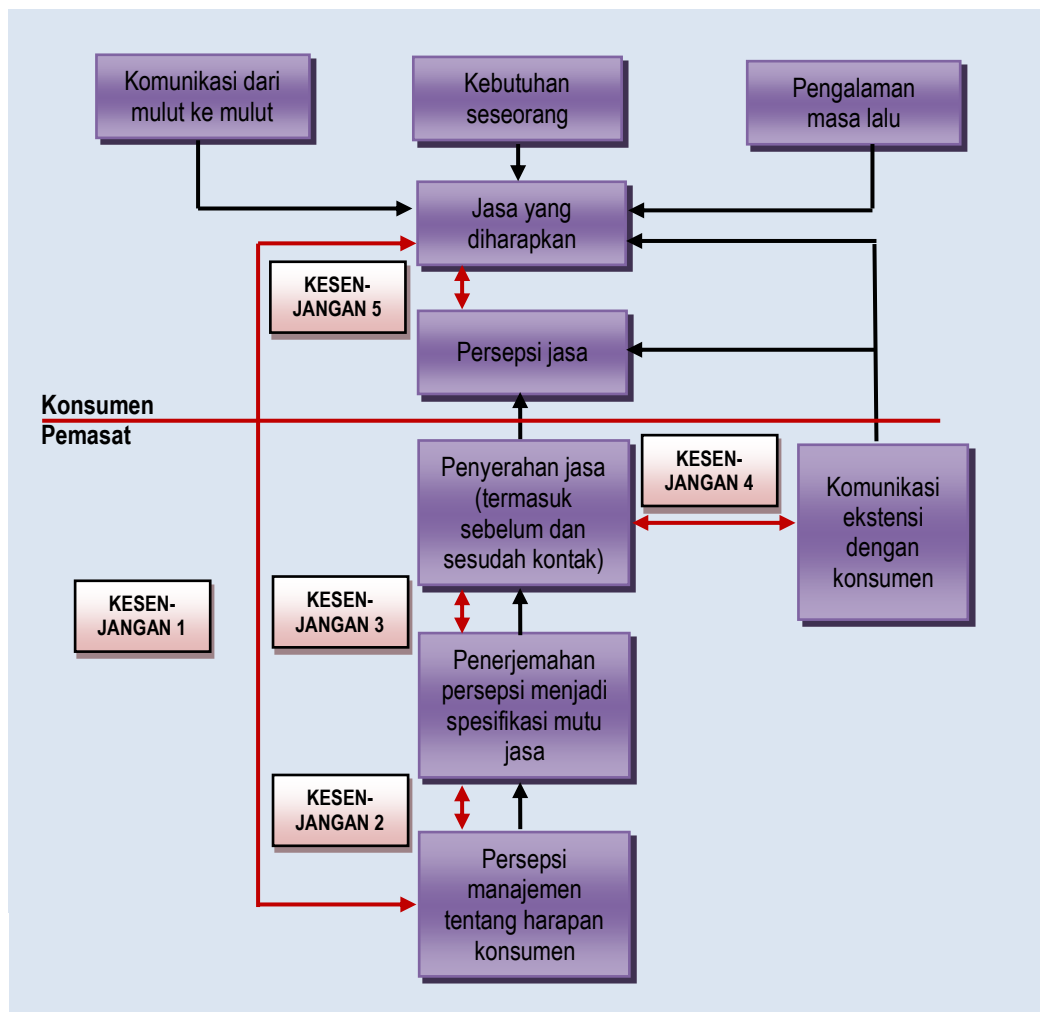 Komunikasi dari
mulut ke mulut
Kebutuhan
seseorang
Pengalaman
masa lalu
Jasa yang
diharapkan
KESEN-
JANGAN 5
Persepsi jasa
Konsumen
Pemasat
Penyerahan jasa
(termasuk
sebelum dan
sesudah kontak)
KESEN-
JANGAN 4
Komunikasi
ekstensi
dengan
konsumen
KESEN-
JANGAN 1
KESEN-
JANGAN 3
Penerjemahan
persepsi menjadi
spesifikasi mutu
jasa
KESEN-
JANGAN 2
Persepsi
manajemen
tentang harapan
konsumen